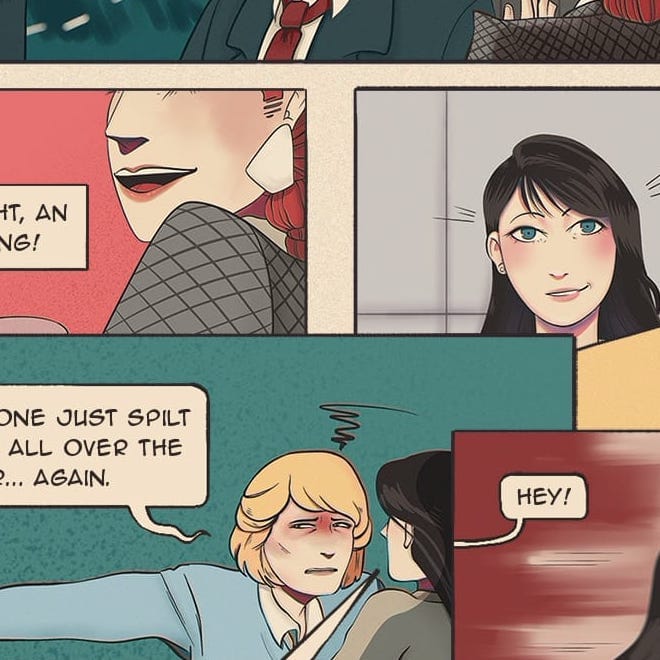 HT, AN
NG!
ONE JUST SPILT
ALL OVER THE
... AGAIN.
HEY!